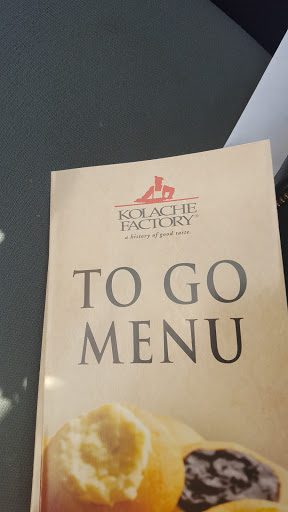 KOLACHE
FACTORY®
a history of good taste.
TO GO
MENU